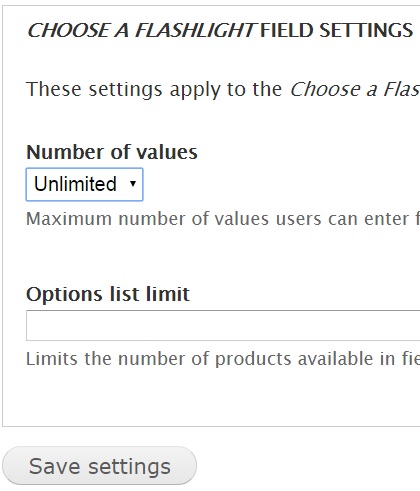 CHOOSE A FLASHLIGHT FIELD SETTINGS
These settings apply to the Choose a Flas
Number of values
Unlimited
Maximum number of values users can enter f
Options list limit
Limits the number of products available in fie
Save settings